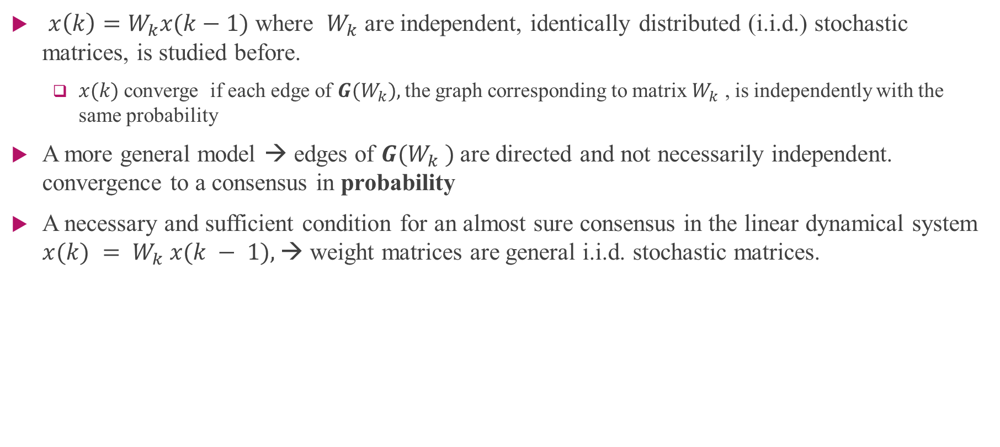 x(k) = W_k x(k − 1) where W_k are independent, identically distributed (i.i.d.) stochastic
matrices, is studied before.
x(k) converge if each edge of G(W_k), the graph corresponding to matrix W_k , is independently with the
same probability
A more general model → edges of G(W_k ) are directed and not necessarily independent.
convergence to a consensus in probability
A necessary and sufficient condition for an almost sure consensus in the linear dynamical system
x(k) = W_k x(k − 1), → weight matrices are general i.i.d. stochastic matrices.